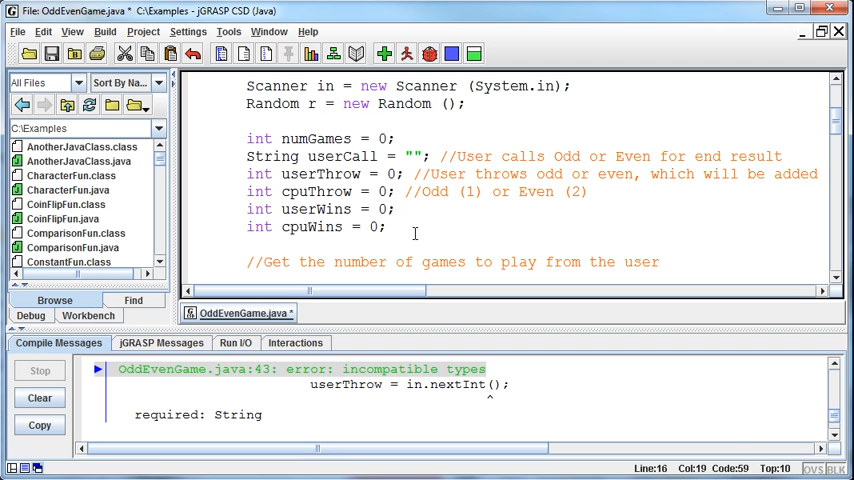 File: OddEvenGame.java * C:\Examples - jGRASP CSD (Java)
File Edit View Build Project Settings Tools Window Help
All Files Sort By Na...
C:\Examples
AnotherJavaClass.class
AnotherJavaClass.java
CharacterFun.class
CharacterFun.java
CoinFlipFun.class
CoinFlipFun.java
ComparisonFun.class
ComparisonFun.java
ConstantFun.class
Browse Find
Debug Workbench
Scanner in = new Scanner (System.in);
Random r = new Random ();
int numGames = 0;
String userCall = ""; //User calls Odd or Even for end result
int userThrow = 0; //User throws odd or even, which will be added
int cpuThrow = 0; //Odd (1) or Even (2)
int userWins = 0;
int cpuWins = 0;
//Get the number of games to play from the user
OddEvenGame.java *
Compile Messages jGRASP Messages Run I/O Interactions
Stop
Clear
Copy
OddEvenGame.java:43: error: incompatible types
userThrow = in.nextInt();
^
required: String
Line:16 Col:19 Code:59 Top:10 OVS BLK